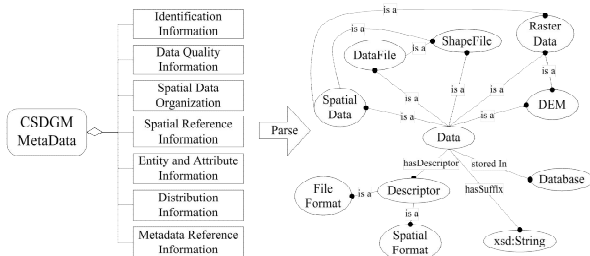 Identification
Information
Data Quality
Information
Spatial Data
Organization
CSDGM
MetaData
Spatial Reference
Information
Entity and Attribute
Information
Distribution
Information
Metadata Reference
Information
Parse
is a
is a
ShapeFile
Raster
Data
DataFile
is a
is a
is a
is a
is a
Spatial
Data
is a
is a
DEM
Data
hasDescriptor
stored In
File
Format
is a
Descriptor
hasSuffix
Database
is a
Spatial
Format
xsd:String